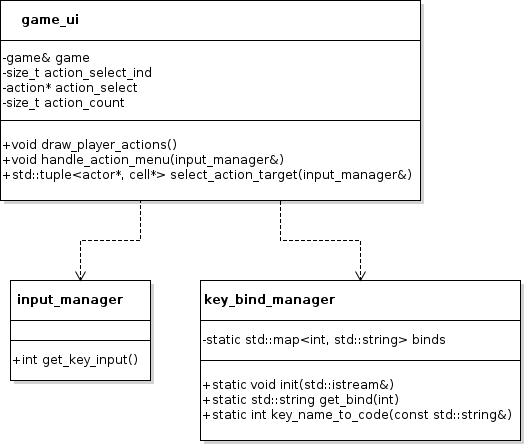 game_ui
-game& game
-size_t action_select_ind
-action* action_select
-size_t action_count
+void draw_player_actions()
+void handle_action_menu(input_manager&)
+std::tuple<actor*, cell*> select_action_target(input_manager&)
input_manager
+int get_key_input()
key_bind_manager
-static std::map<int, std::string> binds
+static void init(std::istream&)
+static std::string get_bind(int)
+static int key_name_to_code(const std::string&)